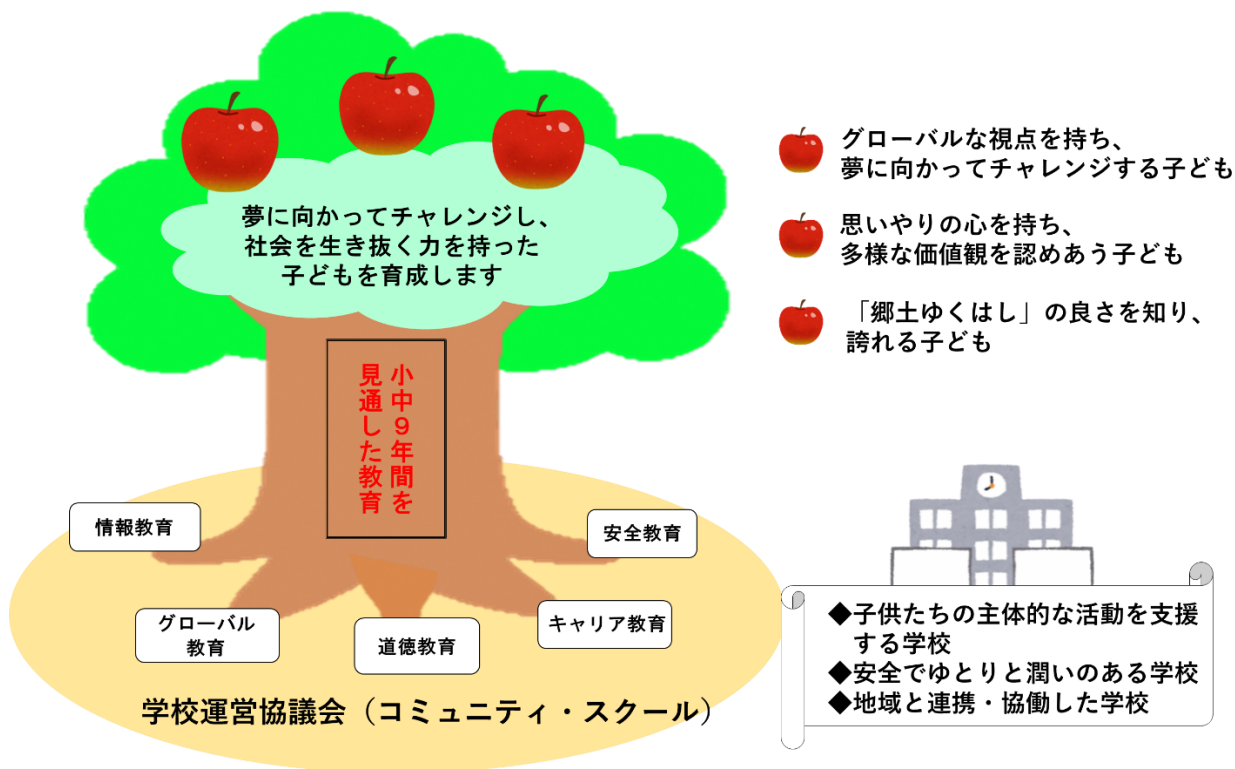 夢に向かってチャレンジし、
社会を生き抜く力を持った
子どもを育成します
小中９年間を
見通した教育
情報教育
グローバル
教育
道徳教育
キャリア教育
安全教育
学校運営協議会（コミュニティ・スクール）
グローバルな視点を持ち、
夢に向かってチャレンジする子ども
思いやりの心を持ち、
多様な価値観を認めあう子ども
「郷土ゆくはし」の良さを知り、
誇れる子ども
◆子供たちの主体的な活動を支援
する学校
◆安全でゆとりと潤いのある学校
◆地域と連携・協働した学校